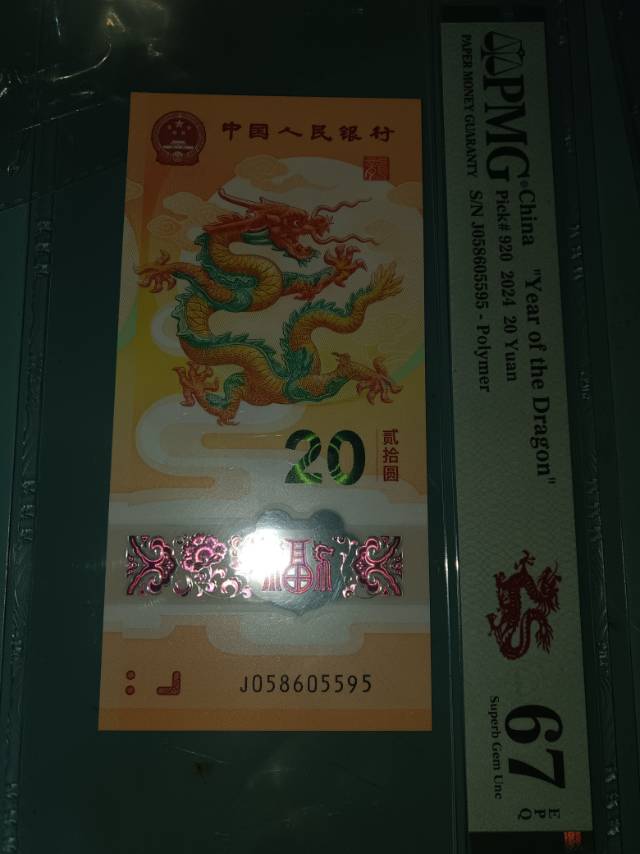 中国人民银行
20
贰拾圆
J058605595
PMG
PAPER MONEY GUARANTY
China "Year of the Dragon"
Pick# 920 2024 20 Yuan
S/N J058605595 - Polymer
67
EPQ
Superb Gem Unc